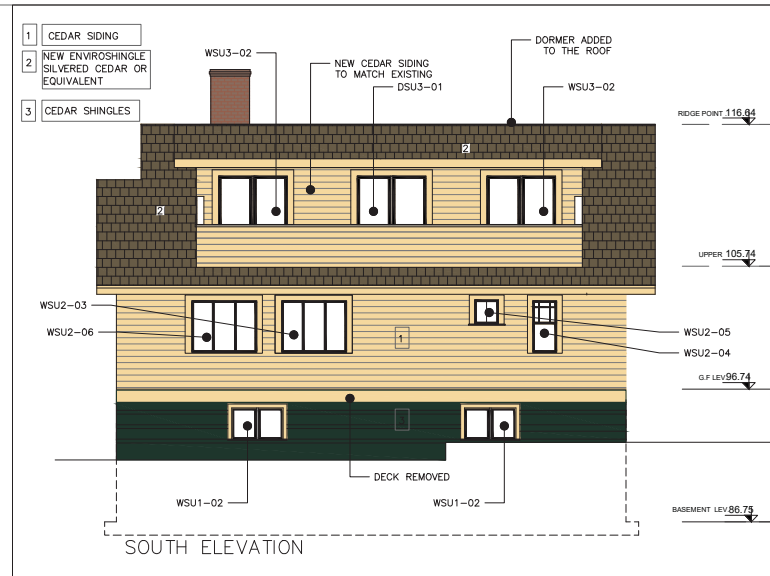 1 CEDAR SIDING
2 NEW ENVIROSHINGLE
SILVERED CEDAR OR
EQUIVALENT
3 CEDAR SHINGLES
WSU3-02
NEW CEDAR SIDING
TO MATCH EXISTING
DSU3-01
DORMER ADDED
TO THE ROOF
WSU3-02
RIDGE POINT 116.64
2
2
UPPER 105.74
WSU2-03
WSU2-06
WSU2-05
WSU2-04
1
G.F LEV. 96.74
3
DECK REMOVED
WSU1-02
WSU1-02
BASEMENT LEV. 86.75
SOUTH ELEVATION